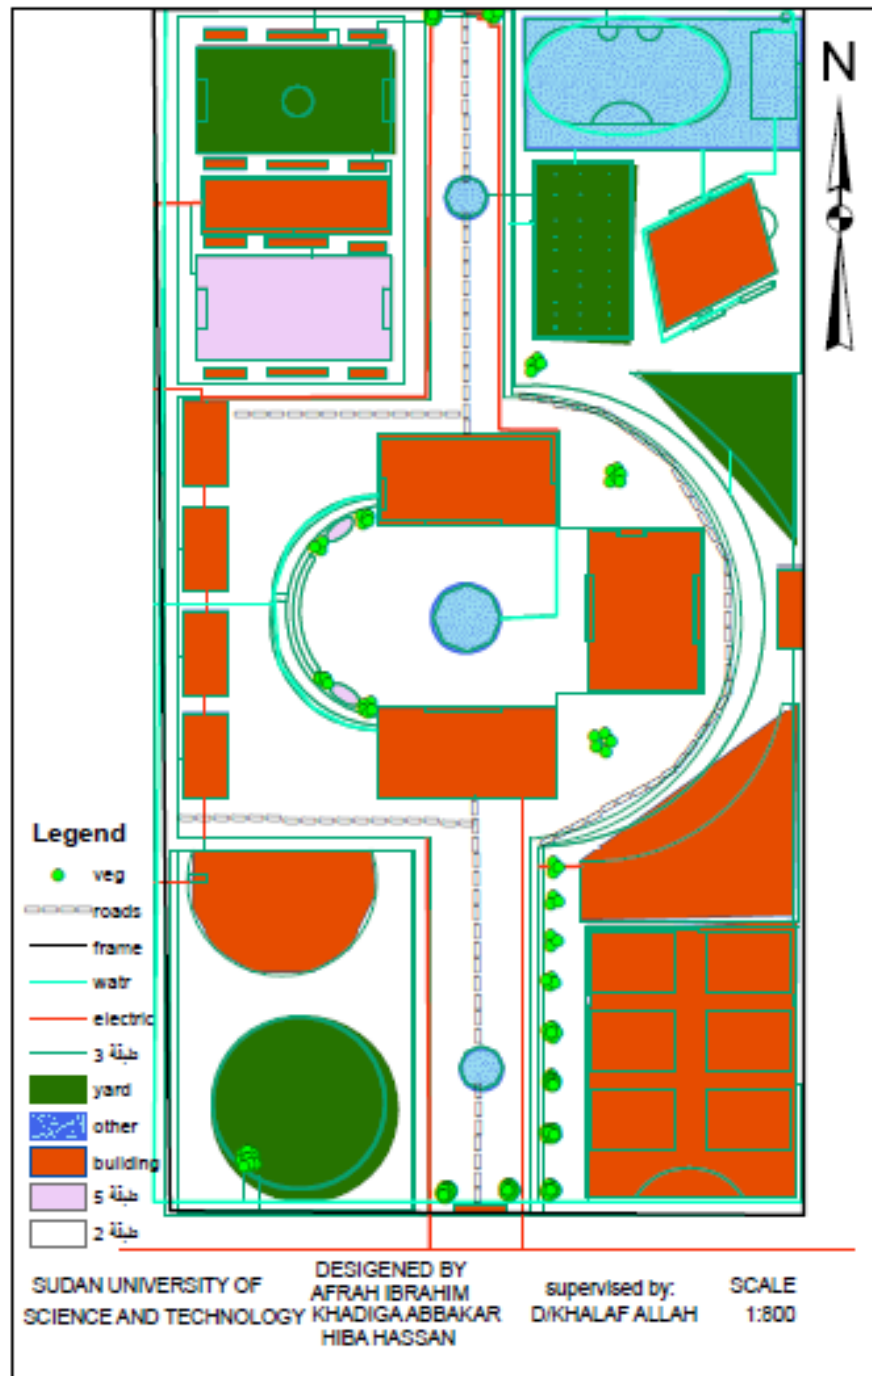 N
Legend
veg
roads
frame
watr
electric
طبقة 3
yard
other
building
طبقة 5
طبقة 2
SUDAN UNIVERSITY OF
SCIENCE AND TECHNOLOGY
DESIGENED BY
AFRAH IBRAHIM
KHADIGA ABBAKAR
HIBA HASSAN
supervised by:
D/KHALAF ALLAH
SCALE
1:800